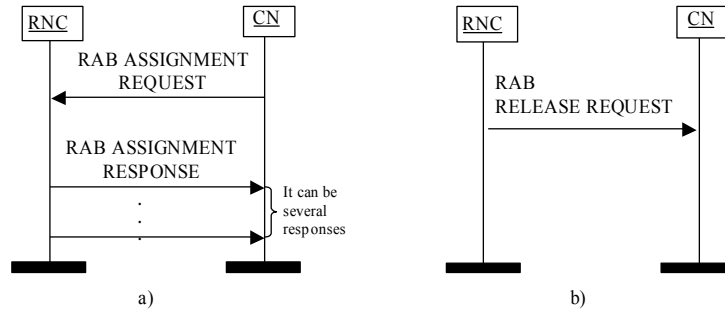 RNC
CN
RAB ASSIGNMENT
REQUEST
RAB ASSIGNMENT
RESPONSE
It can be
several
responses
.
.
.
a)
RNC
CN
RAB
RELEASE REQUEST
b)